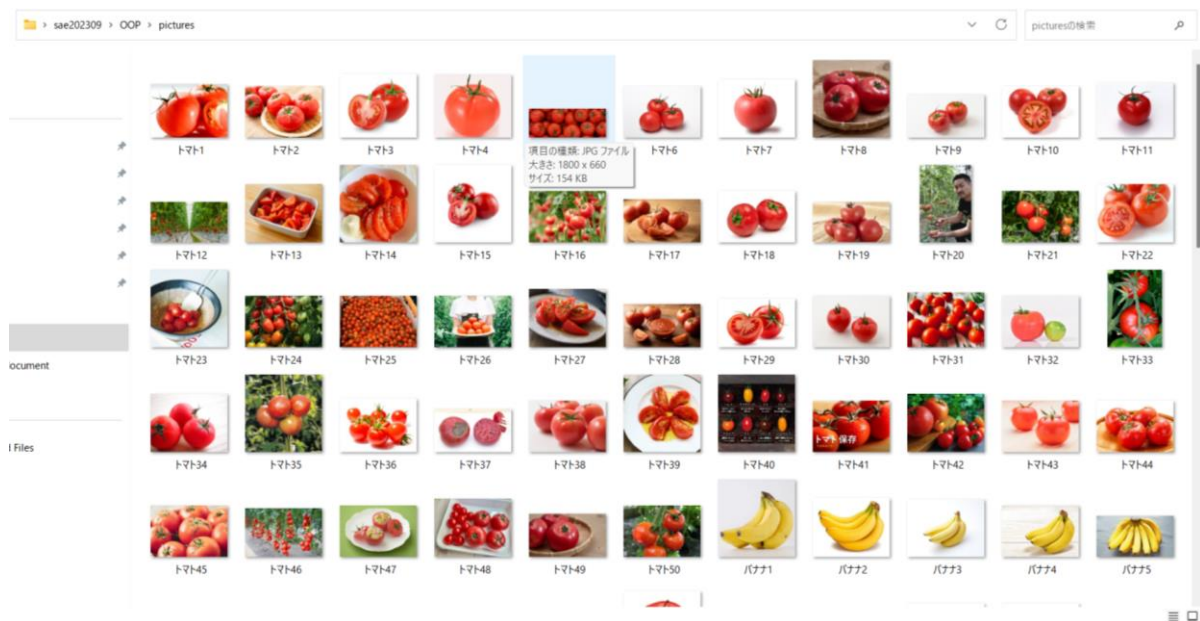 sae202309 › OOP › pictures
picturesの検索
トマト1 トマト2 トマト3 トマト4 トマト6 トマト7 トマト8 トマト9 トマト10 トマト11
項目の種類: JPG ファイル
大きさ: 1800 x 660
サイズ: 154 KB
トマト12 トマト13 トマト14 トマト15 トマト16 トマト17 トマト18 トマト19 トマト20 トマト21 トマト22
トマト23 トマト24 トマト25 トマト26 トマト27 トマト28 トマト29 トマト30 トマト31 トマト32 トマト33
ocument
トマト34 トマト35 トマト36 トマト37 トマト38 トマト39 トマト40 トマト41 トマト42 トマト43 トマト44
トマト保存
Files
トマト45 トマト46 トマト47 トマト48 トマト49 トマト50 バナナ1 バナナ2 バナナ3 バナナ4 バナナ5